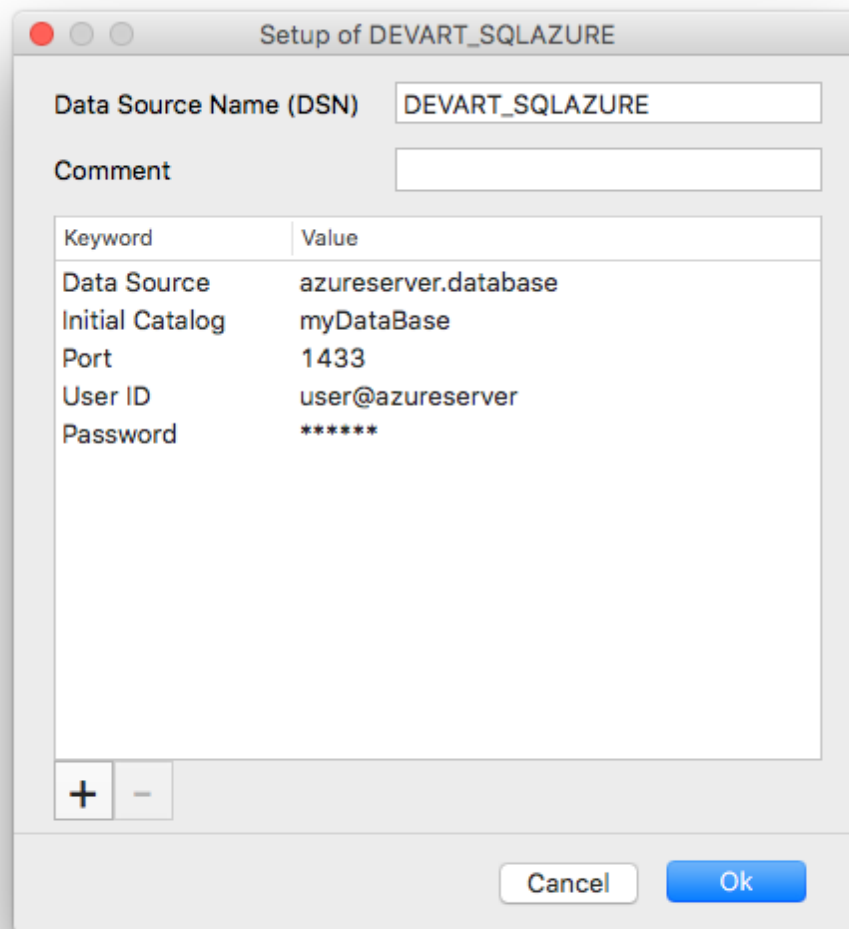 Setup of DEVART_SQLAZURE
Data Source Name (DSN) DEVART_SQLAZURE
Comment
Keyword Value
Data Source azureserver.database
Initial Catalog myDataBase
Port 1433
User ID user@azureserver
Password ******
+ -
Cancel Ok